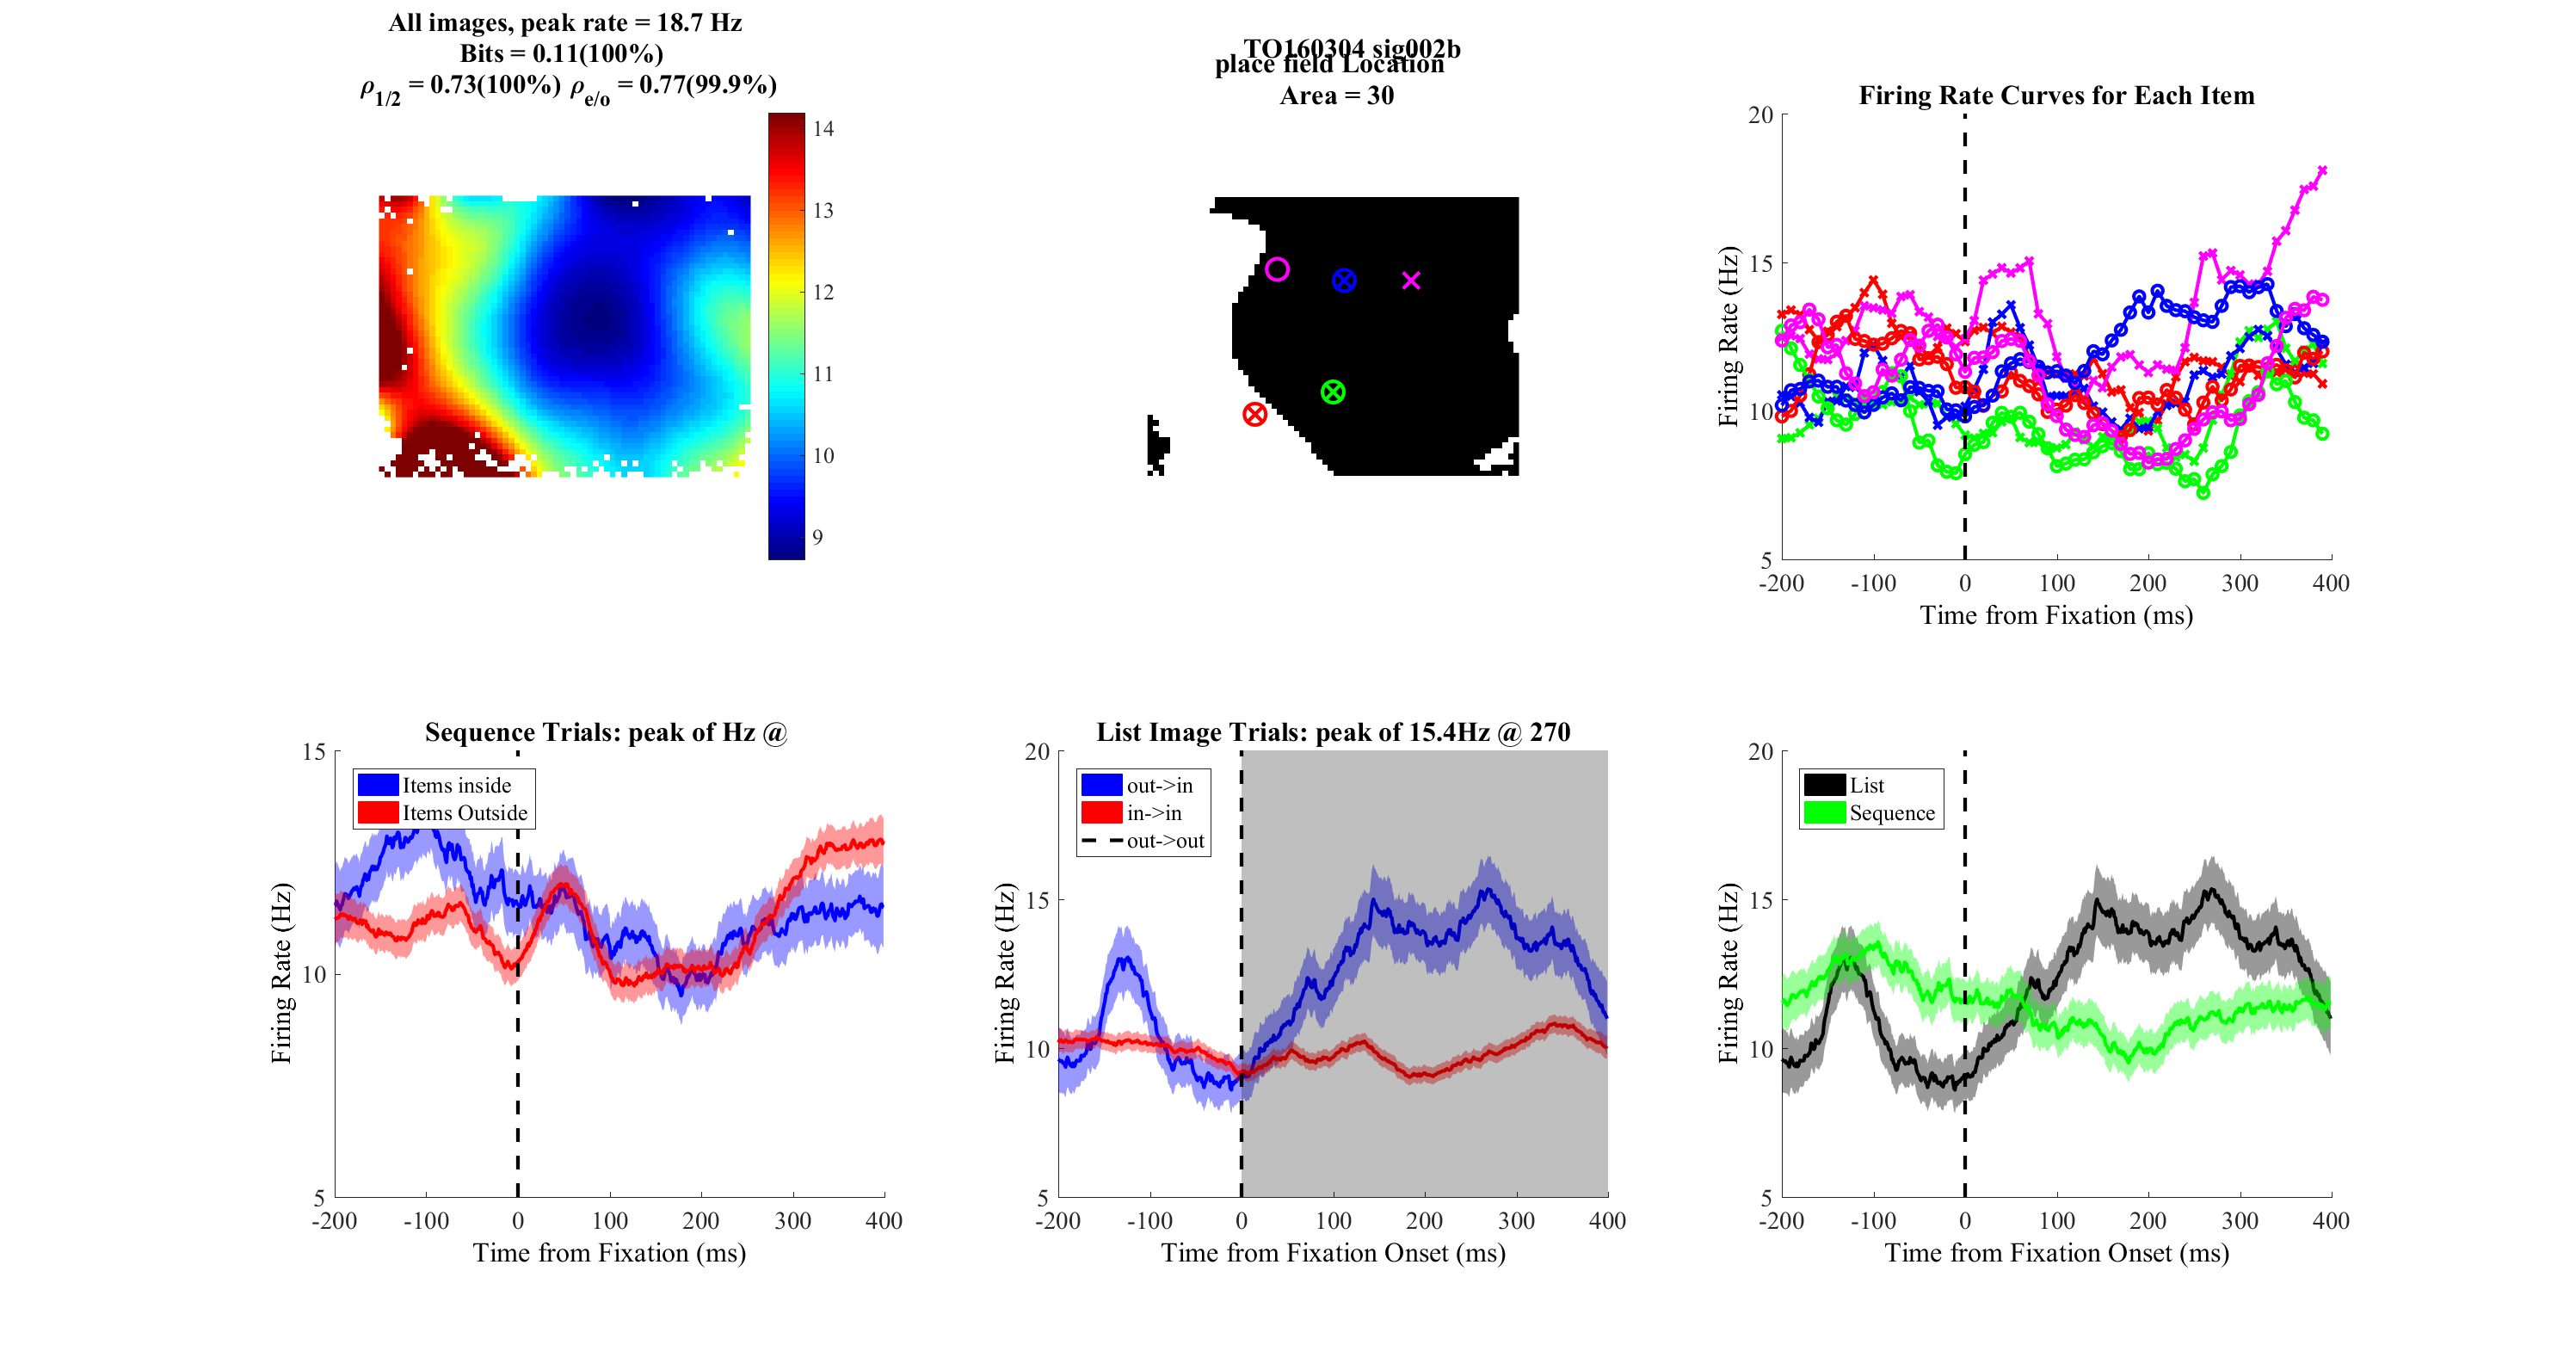 All images, peak rate = 18.7 Hz
Bits = 0.11(100%)
ρ1/2 = 0.73(100%) ρe/o = 0.77(99.9%)
14
13
12
11
10
9
TO160304 sig002b
place field Location
Area = 30
Firing Rate Curves for Each Item
20
15
10
5
Firing Rate (Hz)
-200 -100 0 100 200 300 400
Time from Fixation (ms)
Sequence Trials: peak of Hz @
15
10
5
Firing Rate (Hz)
Items inside
Items Outside
-200 -100 0 100 200 300 400
Time from Fixation (ms)
List Image Trials: peak of 15.4Hz @ 270
20
15
10
5
Firing Rate (Hz)
out->in
in->in
out->out
-200 -100 0 100 200 300 400
Time from Fixation Onset (ms)
20
15
10
5
Firing Rate (Hz)
List
Sequence
-200 -100 0 100 200 300 400
Time from Fixation Onset (ms)